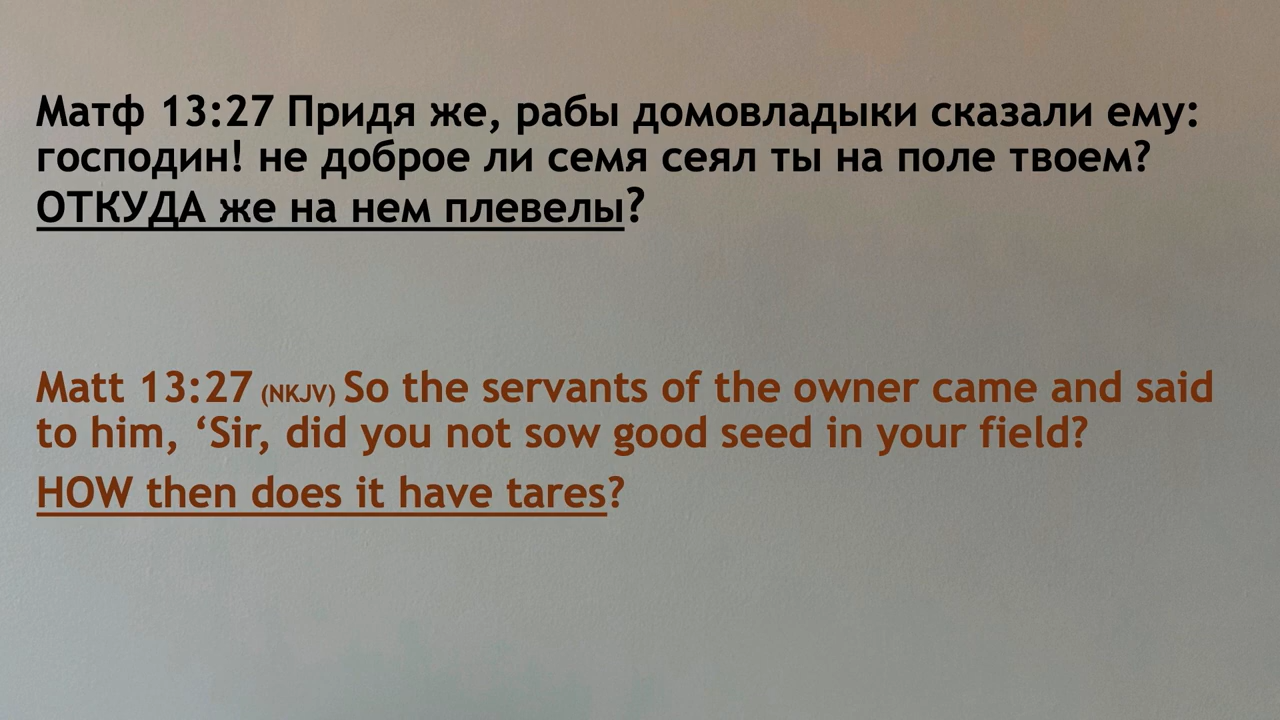 Матф 13:27 Придя же, рабы домовладыки сказали ему:
господин! не доброе ли семя сеял ты на поле твоем?
ОТКУДА же на нем плевелы?
Matt 13:27 (NKJV) So the servants of the owner came and said
to him, ‘Sir, did you not sow good seed in your field?
HOW then does it have tares?